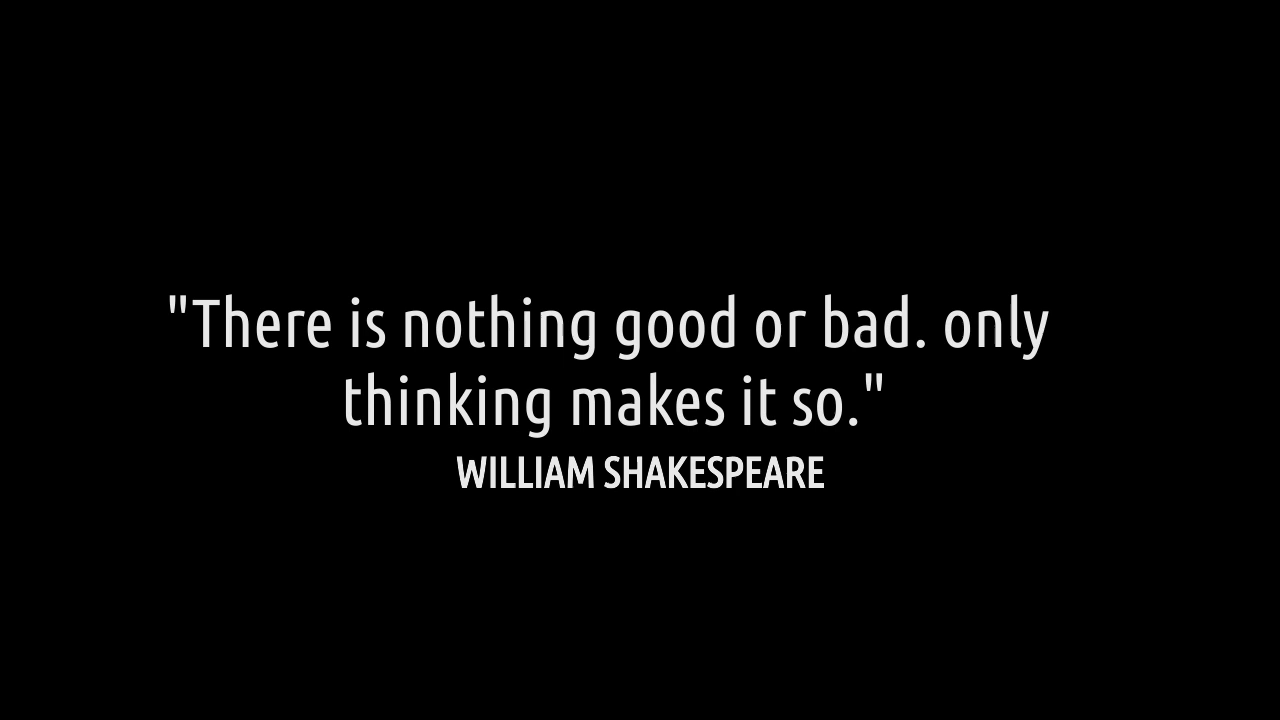 "There is nothing good or bad. only
thinking makes it so."
WILLIAM SHAKESPEARE